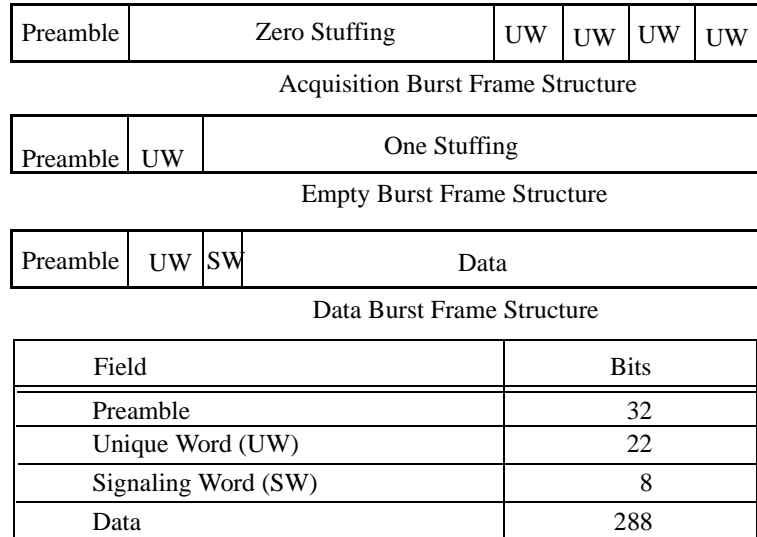 Preamble Zero Stuffing UW UW UW UW
Acquisition Burst Frame Structure
Preamble UW One Stuffing
Empty Burst Frame Structure
Preamble UW SW Data
Data Burst Frame Structure
Field Bits
Preamble 32
Unique Word (UW) 22
Signaling Word (SW) 8
Data 288